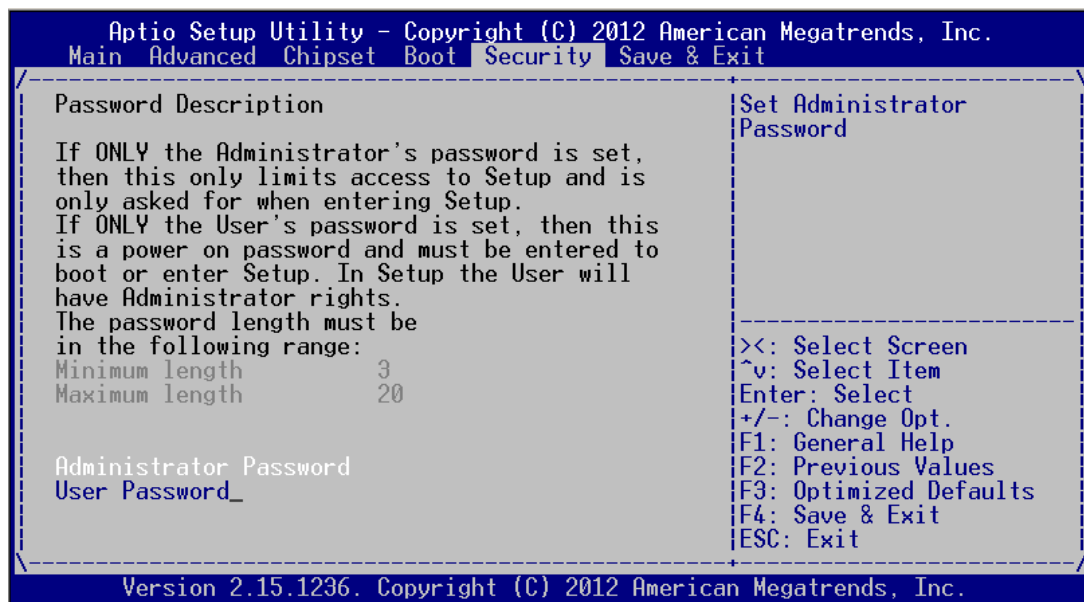 Aptio Setup Utility - Copyright (C) 2012 American Megatrends, Inc.
Main Advanced Chipset Boot Security Save & Exit
Password Description
If ONLY the Administrator's password is set,
then this only limits access to Setup and is
only asked for when entering Setup.
If ONLY the User's password is set, then this
is a power on password and must be entered to
boot or enter Setup. In Setup the User will
have Administrator rights.
The password length must be
in the following range:
Minimum length 3
Maximum length 20
Administrator Password
User Password_
Set Administrator
Password
><: Select Screen
^v: Select Item
Enter: Select
+/-: Change Opt.
F1: General Help
F2: Previous Values
F3: Optimized Defaults
F4: Save & Exit
ESC: Exit
Version 2.15.1236. Copyright (C) 2012 American Megatrends, Inc.